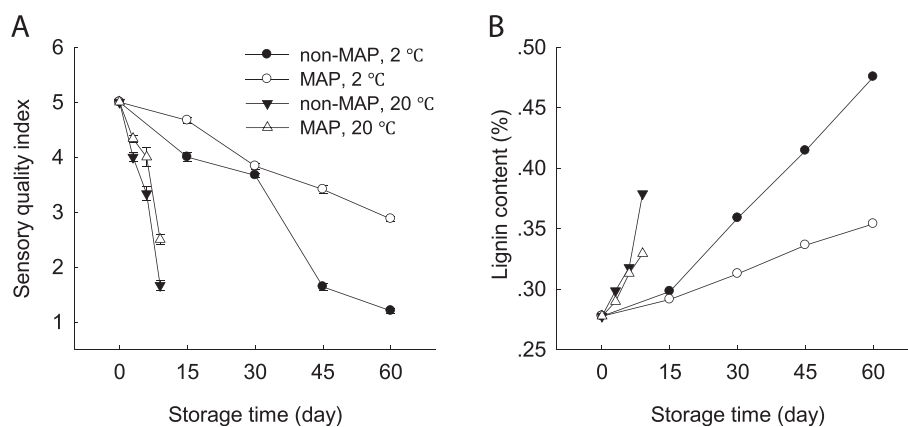 A
Sensory quality index
6
5
4
3
2
1
0 15 30 45 60
Storage time (day)
non-MAP, 2 ℃
MAP, 2 ℃
non-MAP, 20 ℃
MAP, 20 ℃
B
Lignin content (%)
.50
.45
.40
.35
.30
.25
0 15 30 45 60
Storage time (day)